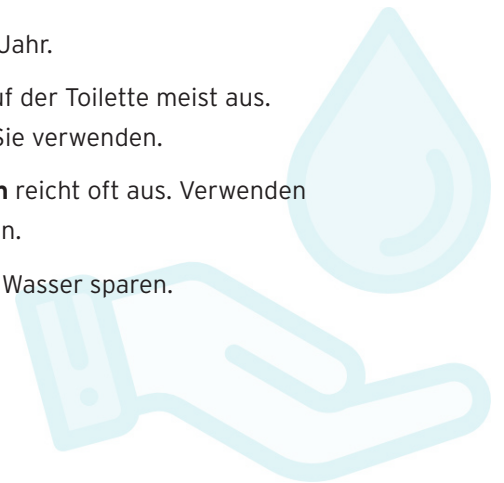 Jahr.
uf der Toilette meist aus.
Sie verwenden.
n reicht oft aus. Verwenden
n.
Wasser sparen.